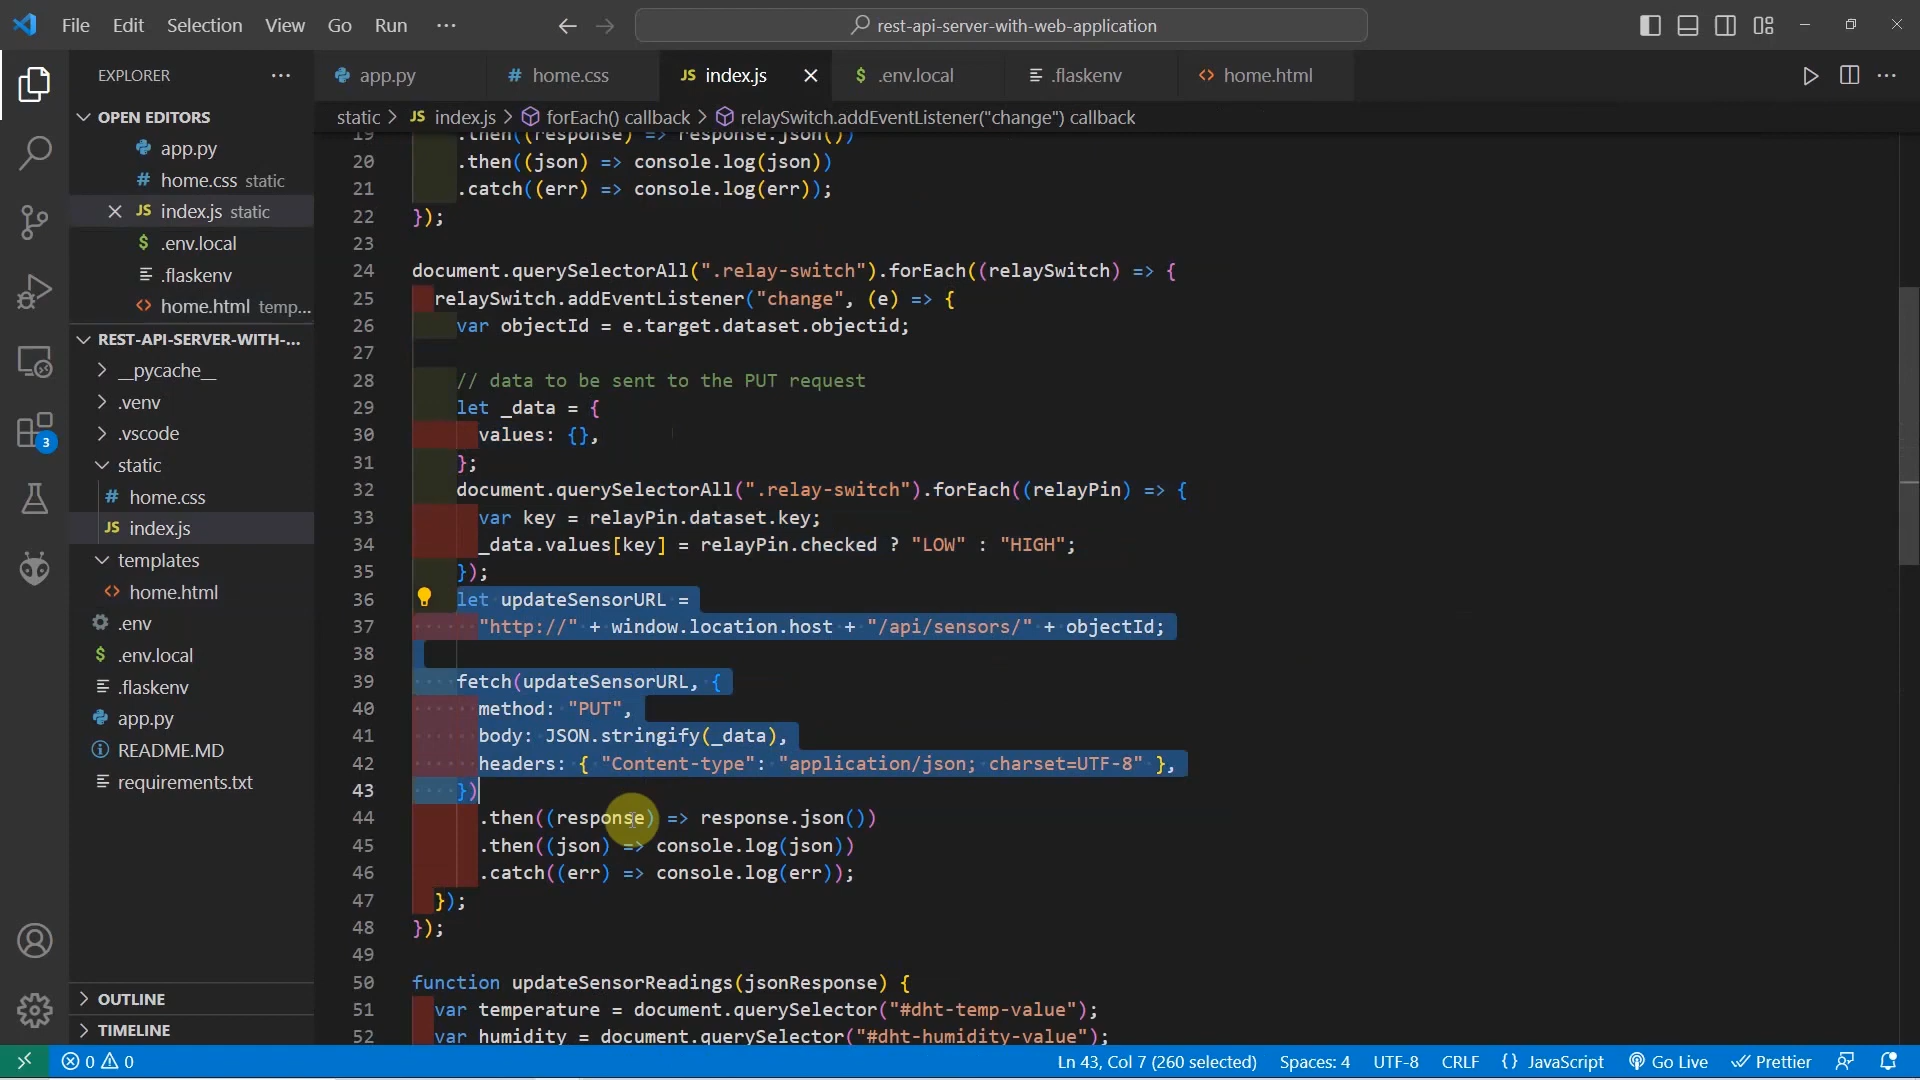 File Edit Selection View Go Run ···
rest-api-server-with-web-application
EXPLORER ···
app.py
home.css
index.js
.env.local
.flaskenv
home.html
static > JS index.js > forEach() callback > relaySwitch.addEventListener("change") callback
OPEN EDITORS
app.py
# home.css static
JS index.js static
$ .env.local
.flaskenv
<> home.html temp...
REST-API-SERVER-WITH-...
__pycache__
.venv
.vscode
static
# home.css
JS index.js
templates
<> home.html
.env
$ .env.local
.flaskenv
app.py
README.MD
requirements.txt
OUTLINE
TIMELINE
3
19 .then((response) => response.json())
20 .then((json) => console.log(json))
21 .catch((err) => console.log(err));
22 });
23
24 document.querySelectorAll(".relay-switch").forEach((relaySwitch) => {
25 relaySwitch.addEventListener("change", (e) => {
26 var objectId = e.target.dataset.objectid;
27
28 // data to be sent to the PUT request
29 let _data = {
30 values: {},
31 };
32 document.querySelectorAll(".relay-switch").forEach((relayPin) => {
33 var key = relayPin.dataset.key;
34 _data.values[key] = relayPin.checked ? "LOW" : "HIGH";
35 });
36 let updateSensorURL =
37 "http://" + window.location.host + "/api/sensors/" + objectId;
38
39 fetch(updateSensorURL, {
40 method: "PUT",
41 body: JSON.stringify(_data),
42 headers: { "Content-type": "application/json; charset=UTF-8" },
43 })
44 .then((response) => response.json())
45 .then((json) => console.log(json))
46 .catch((err) => console.log(err));
47 });
48 });
49
50 function updateSensorReadings(jsonResponse) {
51 var temperature = document.querySelector("#dht-temp-value");
52 var humidity = document.querySelector("#dht-humidity-value");
0 0 Ln 43, Col 7 (260 selected) Spaces: 4 UTF-8 CRLF {} JavaScript Go Live Prettier